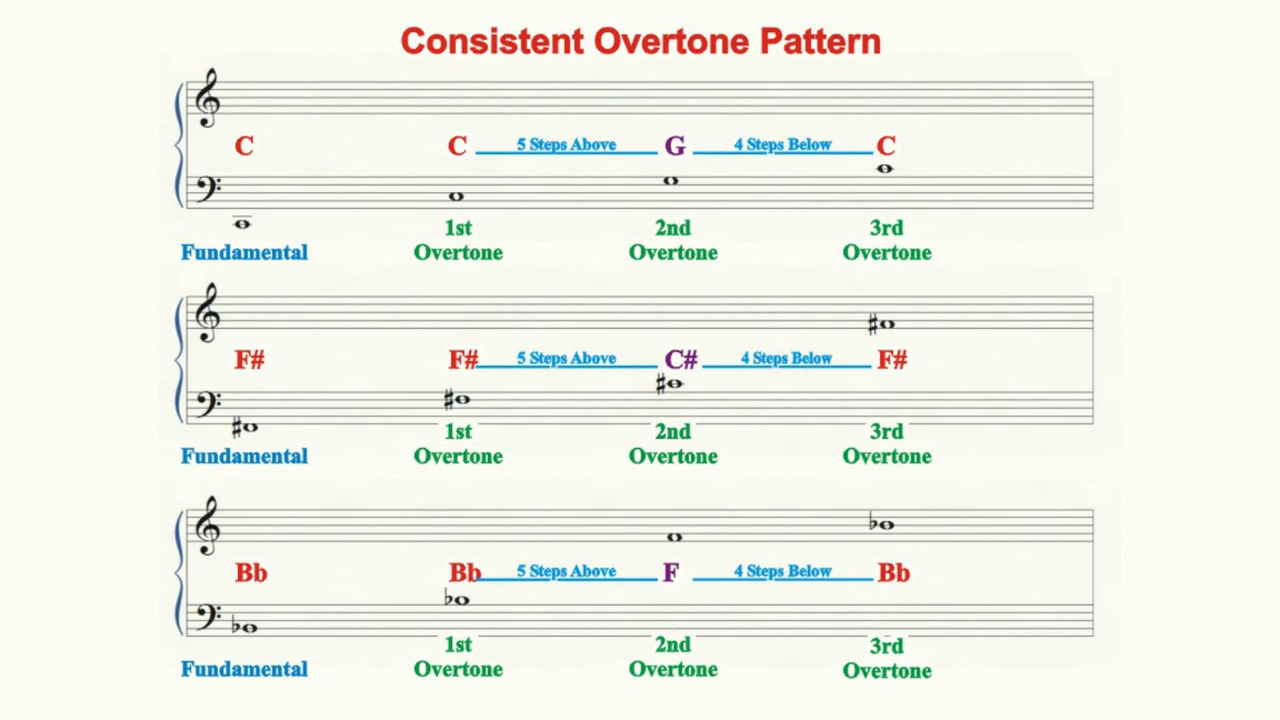 Consistent Overtone Pattern
C C 5 Steps Above G 4 Steps Below C
1st 2nd 3rd
Fundamental Overtone Overtone Overtone
F# F# 5 Steps Above C# 4 Steps Below F#
1st 2nd 3rd
Fundamental Overtone Overtone Overtone
Bb Bb 5 Steps Above F 4 Steps Below Bb
1st 2nd 3rd
Fundamental Overtone Overtone Overtone